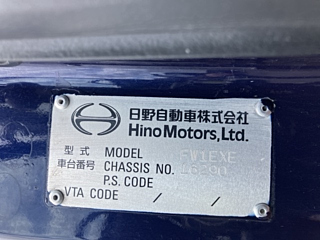 日野自動車株式会社
Hino Motors, Ltd.
型式 MODEL FW1EXE
車台番号 CHASSIS NO.
P.S. CODE
VTA CODE / /